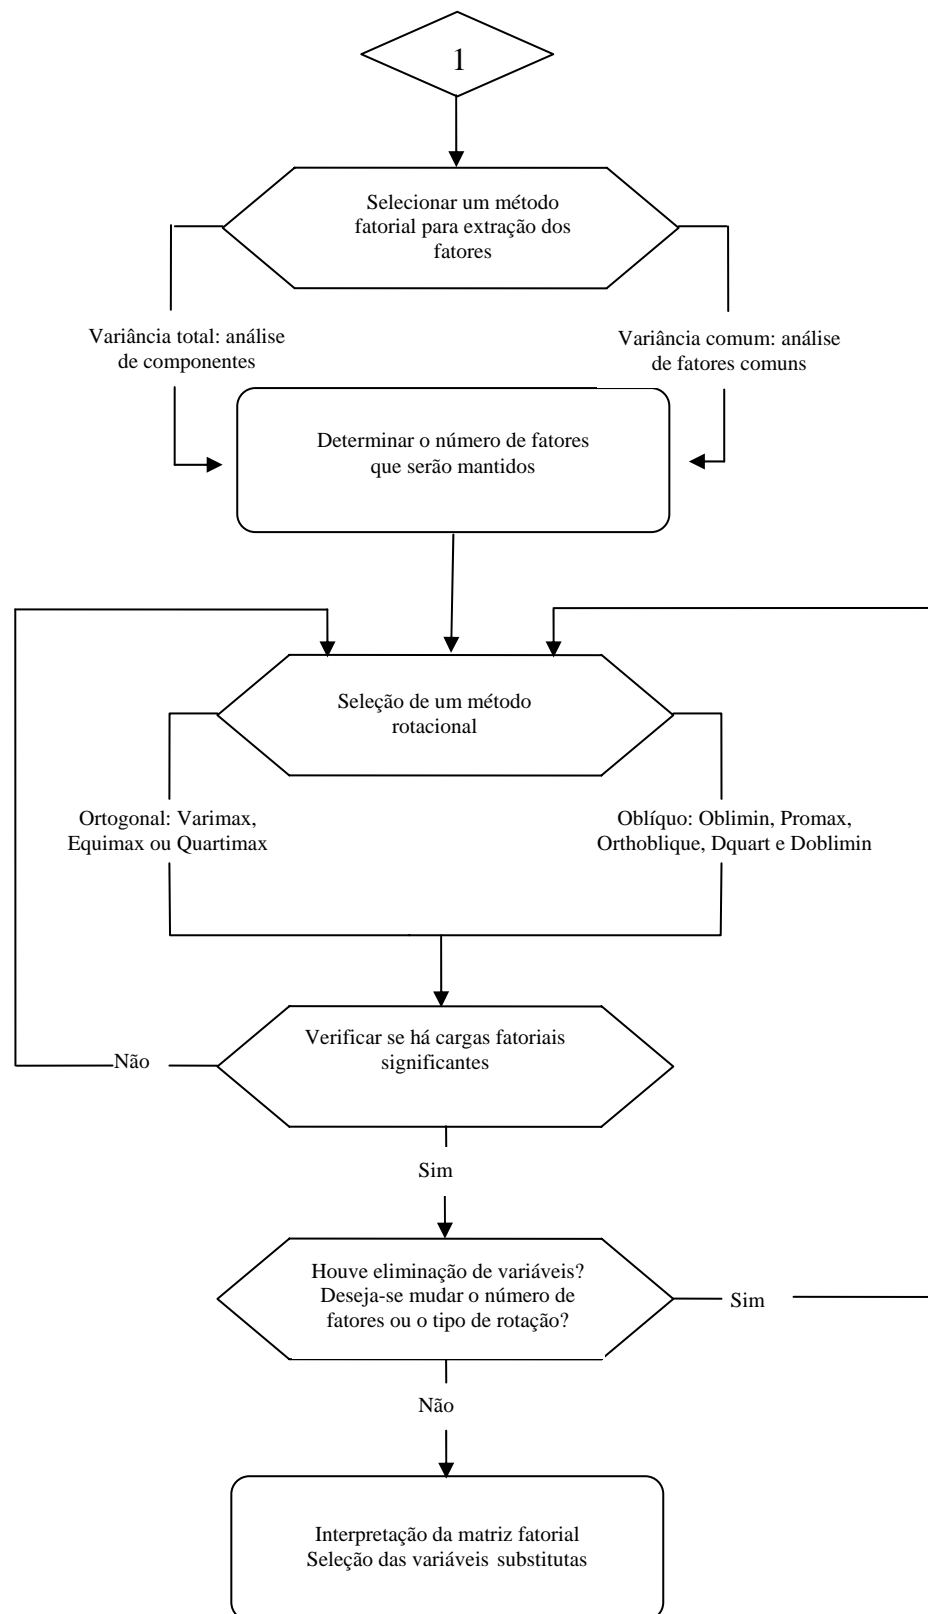 1
Selecionar um método
fatorial para extração dos
fatores
Variância total: análise
de componentes
Variância comum: análise
de fatores comuns
Determinar o número de fatores
que serão mantidos
Seleção de um método
rotacional
Ortogonal: Varimax,
Equimax ou Quartimax
Oblíquo: Oblimin, Promax,
Orthoblique, Dquart e Doblimin
Verificar se há cargas fatoriais
significantes
Não
Sim
Houve eliminação de variáveis?
Deseja-se mudar o número de
fatores ou o tipo de rotação?
Sim
Não
Interpretação da matriz fatorial
Seleção das variáveis substitutas